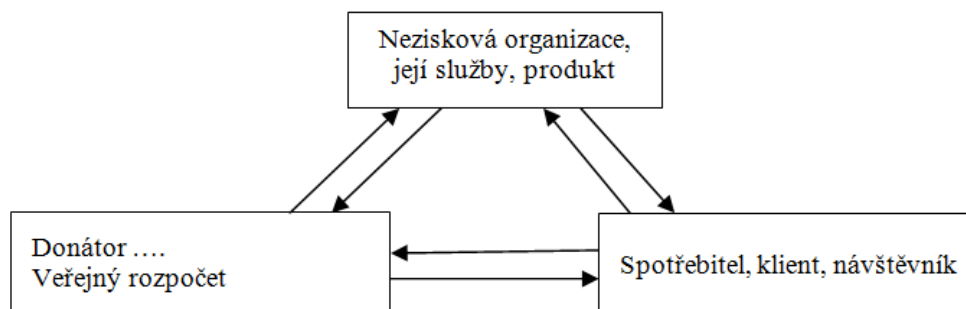 Nezisková organizace,
její služby, produkt
Donátor ….
Veřejný rozpočet
Spotřebitel, klient, návštěvník